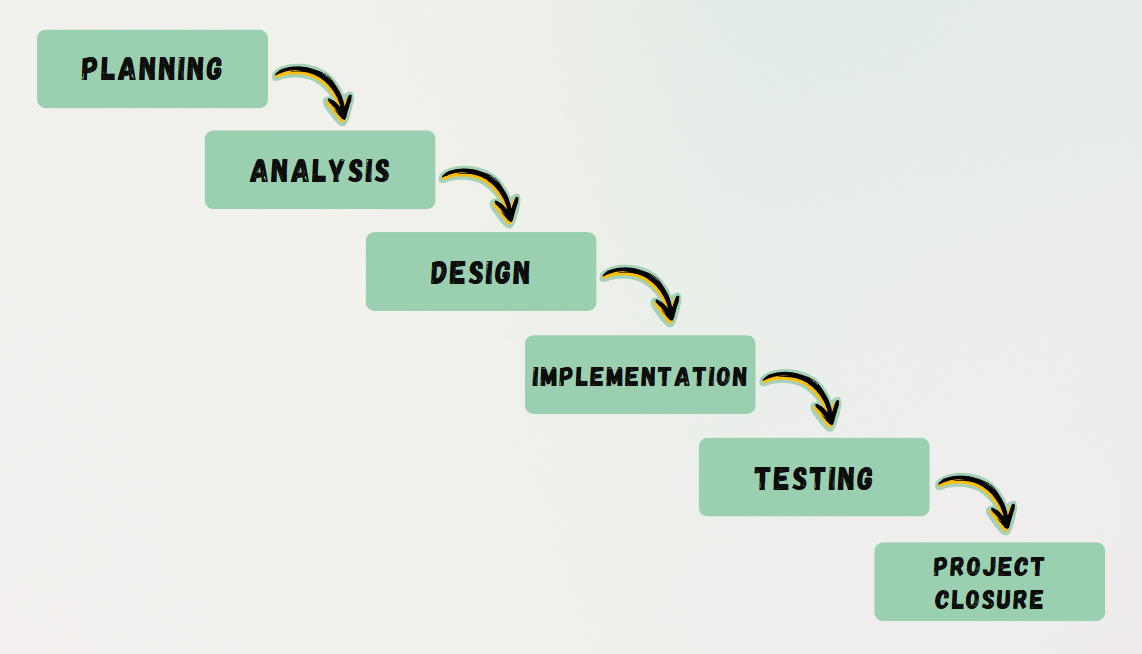 PLANNING
ANALYSIS
DESIGN
IMPLEMENTATION
TESTING
PROJECT
CLOSURE